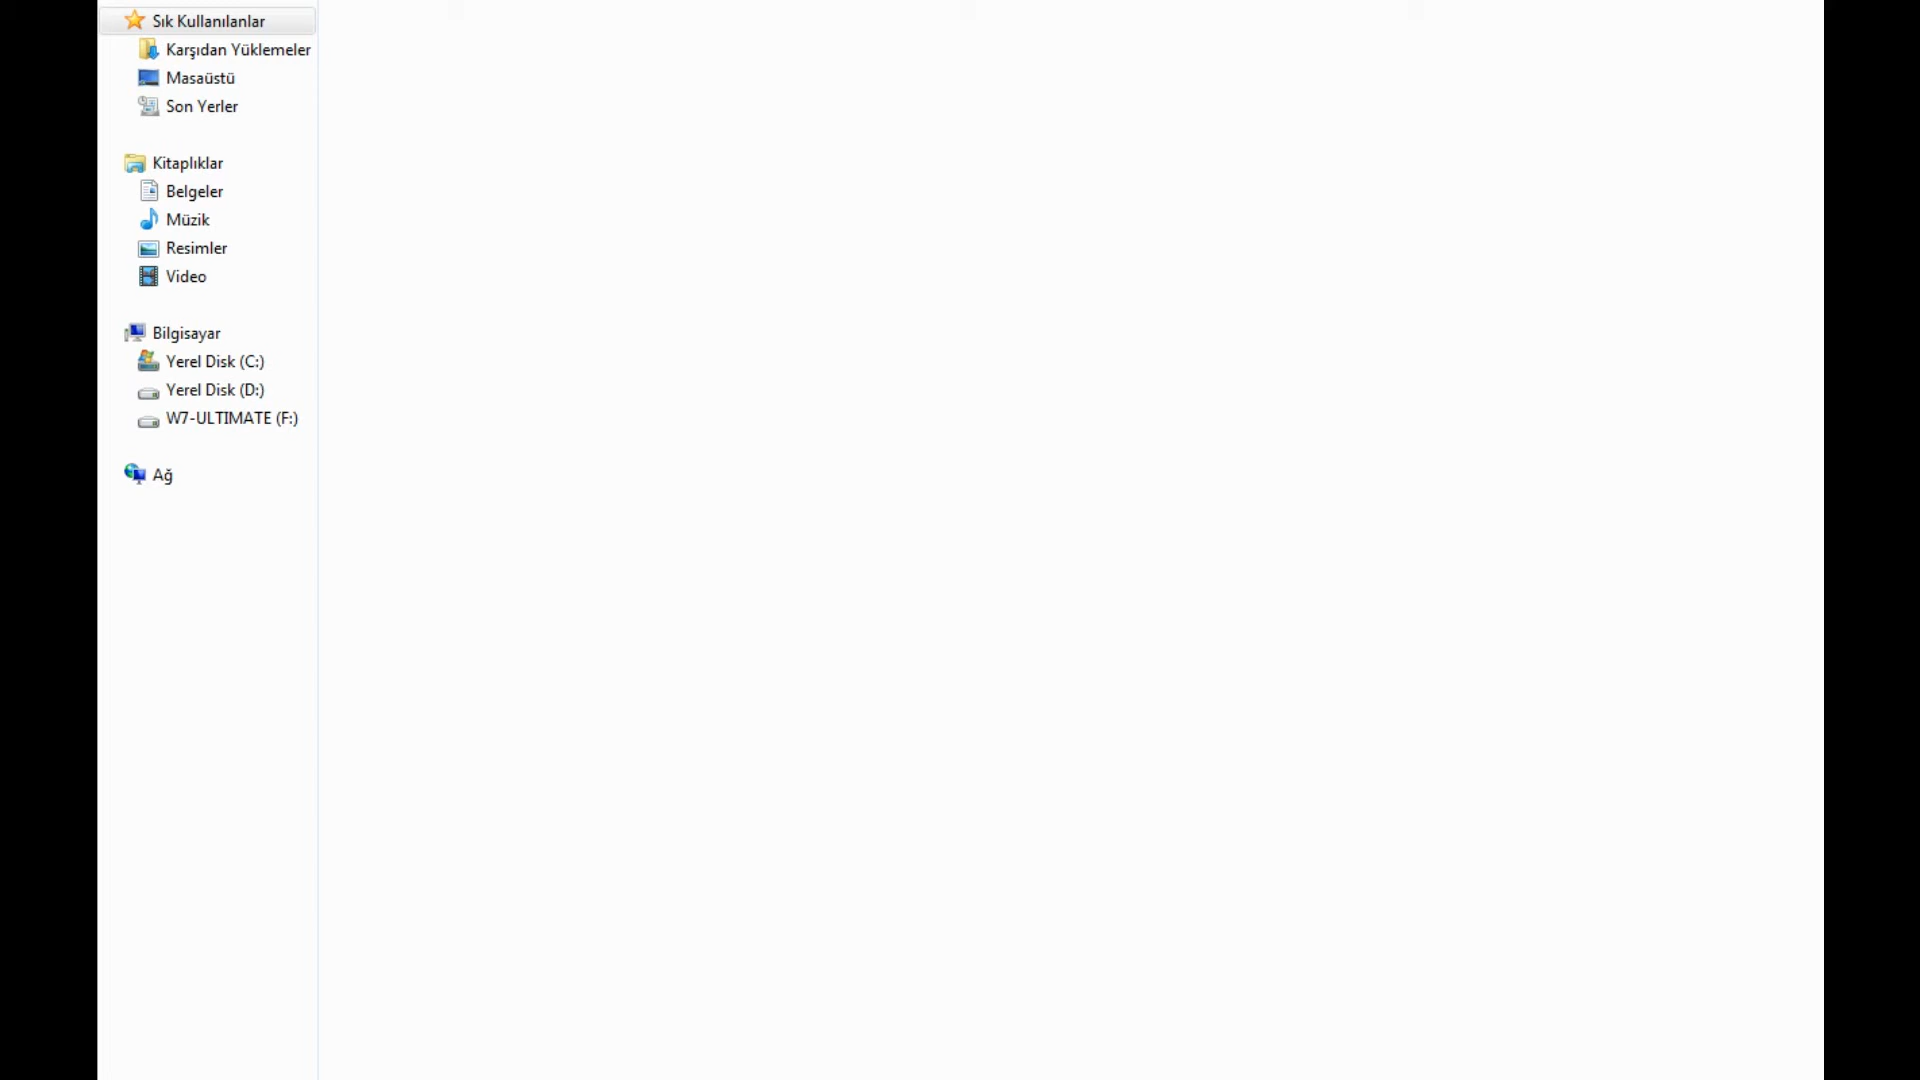 Sık Kullanılanlar
Karşıdan Yüklemeler
Masaüstü
Son Yerler
Kitaplıklar
Belgeler
Müzik
Resimler
Video
Bilgisayar
Yerel Disk (C:)
Yerel Disk (D:)
W7-ULTIMATE (F:)
Ağ